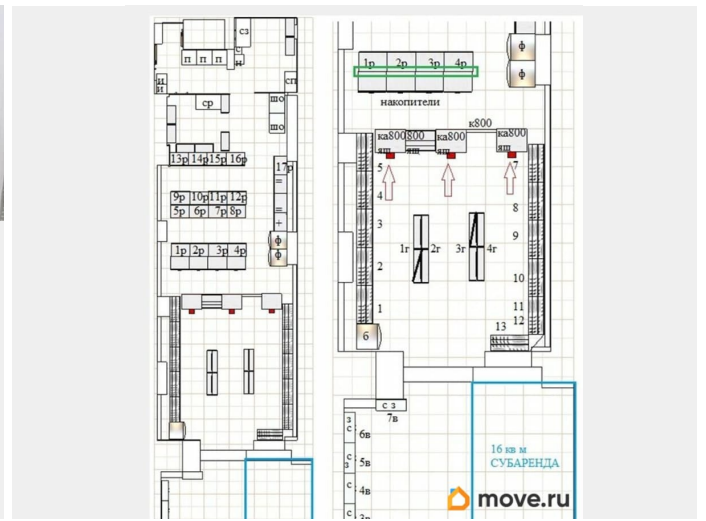 сз
с
н
п п п
и
и
сп
ср
шо
шо
13р 14р 15р 16р
17р
=
=
+
9р 10р 11р 12р
5р 6р 7р 8р
ф
ф
1р 2р 3р 4р
1р 2р 3р 4р
ф
ф
накопители
к800
ка800 800 ка800 ка800
ящ ящ ящ
5
7
4
8
3
1г 2г 3г 4г
9
2
10
1
11
12
13
6
с з
7в
з
с
6в
с
з
5в
с
4в
с
3в
16 кв м
СУБАРЕНДА
move.ru